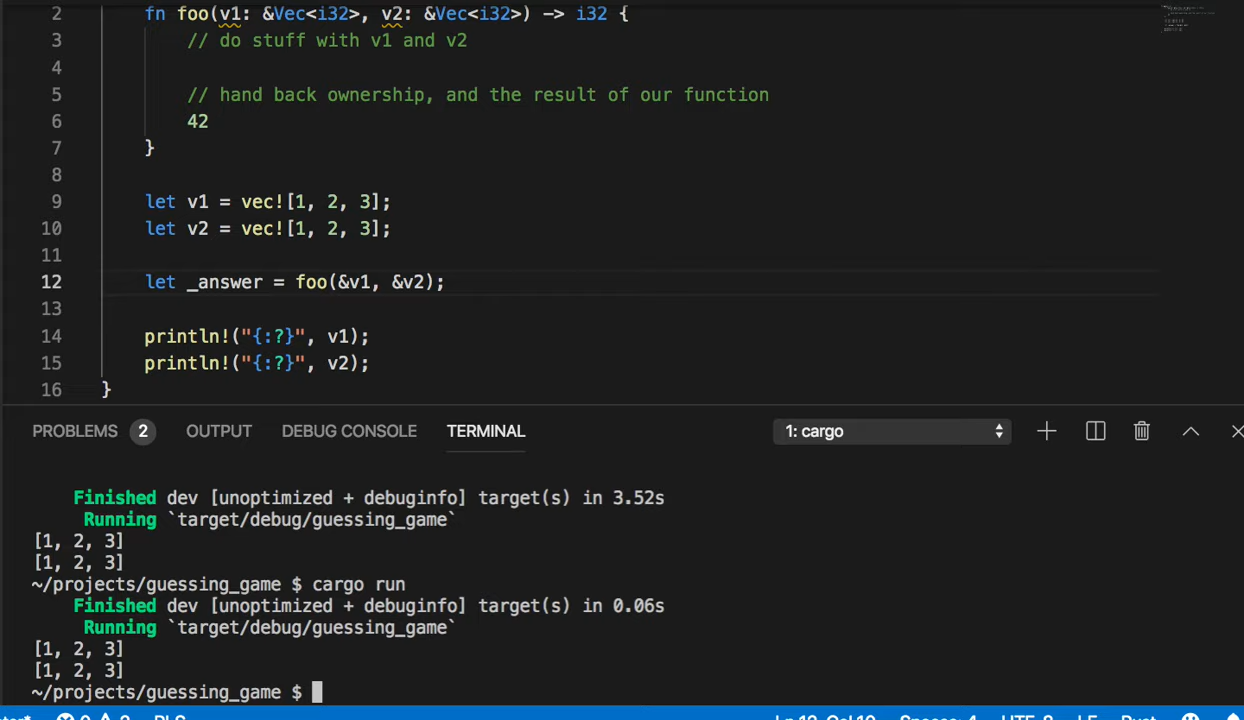 2 fn foo(v1: &Vec<i32>, v2: &Vec<i32>) -> i32 {
3 // do stuff with v1 and v2
4
5 // hand back ownership, and the result of our function
6 42
7 }
8
9 let v1 = vec![1, 2, 3];
10 let v2 = vec![1, 2, 3];
11
12 let _answer = foo(&v1, &v2);
13
14 println!("{:?}", v1);
15 println!("{:?}", v2);
16 }
PROBLEMS 2 OUTPUT DEBUG CONSOLE TERMINAL 1: cargo
Finished dev [unoptimized + debuginfo] target(s) in 3.52s
Running `target/debug/guessing_game`
[1, 2, 3]
[1, 2, 3]
~/projects/guessing_game $ cargo run
Finished dev [unoptimized + debuginfo] target(s) in 0.06s
Running `target/debug/guessing_game`
[1, 2, 3]
[1, 2, 3]
~/projects/guessing_game $